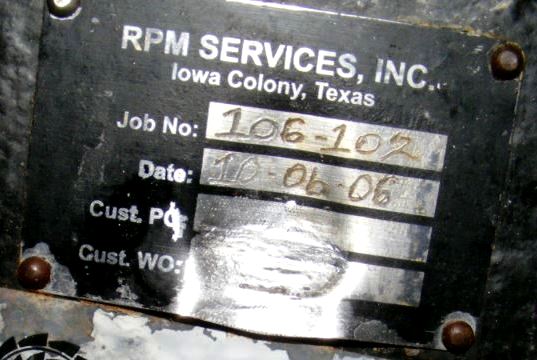 RPM SERVICES, INC.
Iowa Colony, Texas
Job No: 106-102
Date: 10-06-06
Cust. PO:
Cust. WO: